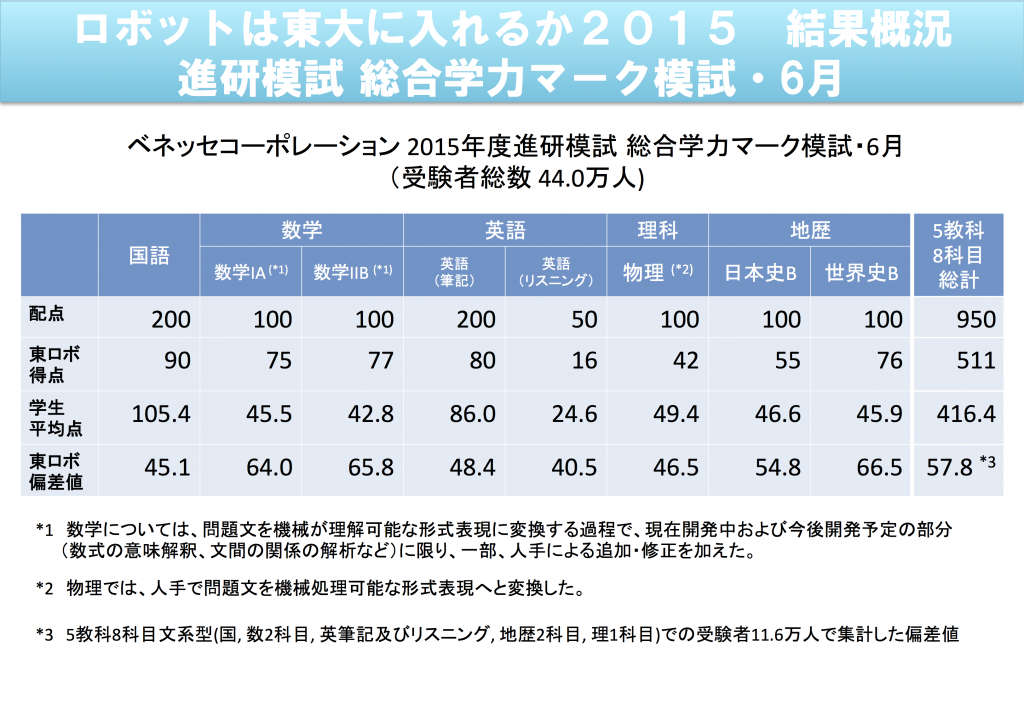 ロボットは東大に入れるか２０１５　結果概況
進研模試 総合学力マーク模試・6月
ベネッセコーポレーション 2015年度進研模試 総合学力マーク模試・6月
（受験者総数 44.0万人)
国語 数学 英語 理科 地歴 5教科
8科目
総計
数学IA (*1) 数学IIB (*1) 英語
（筆記） 英語
（リスニング） 物理 (*2) 日本史B 世界史B
配点 200 100 100 200 50 100 100 100 950
東ロボ
得点 90 75 77 80 16 42 55 76 511
学生
平均点 105.4 45.5 42.8 86.0 24.6 49.4 46.6 45.9 416.4
東ロボ
偏差値 45.1 64.0 65.8 48.4 40.5 46.5 54.8 66.5 57.8 *3
*1 数学については、問題文を機械が理解可能な形式表現に変換する過程で、現在開発中および今後開発予定の部分
（数式の意味解釈、文間の関係の解析など）に限り、一部、人手による追加・修正を加えた。
*2 物理では、人手で問題文を機械処理可能な形式表現へと変換した。
*3 5教科8科目文系型(国, 数2科目, 英筆記及びリスニング, 地歴2科目, 理1科目)での受験者11.6万人で集計した偏差値